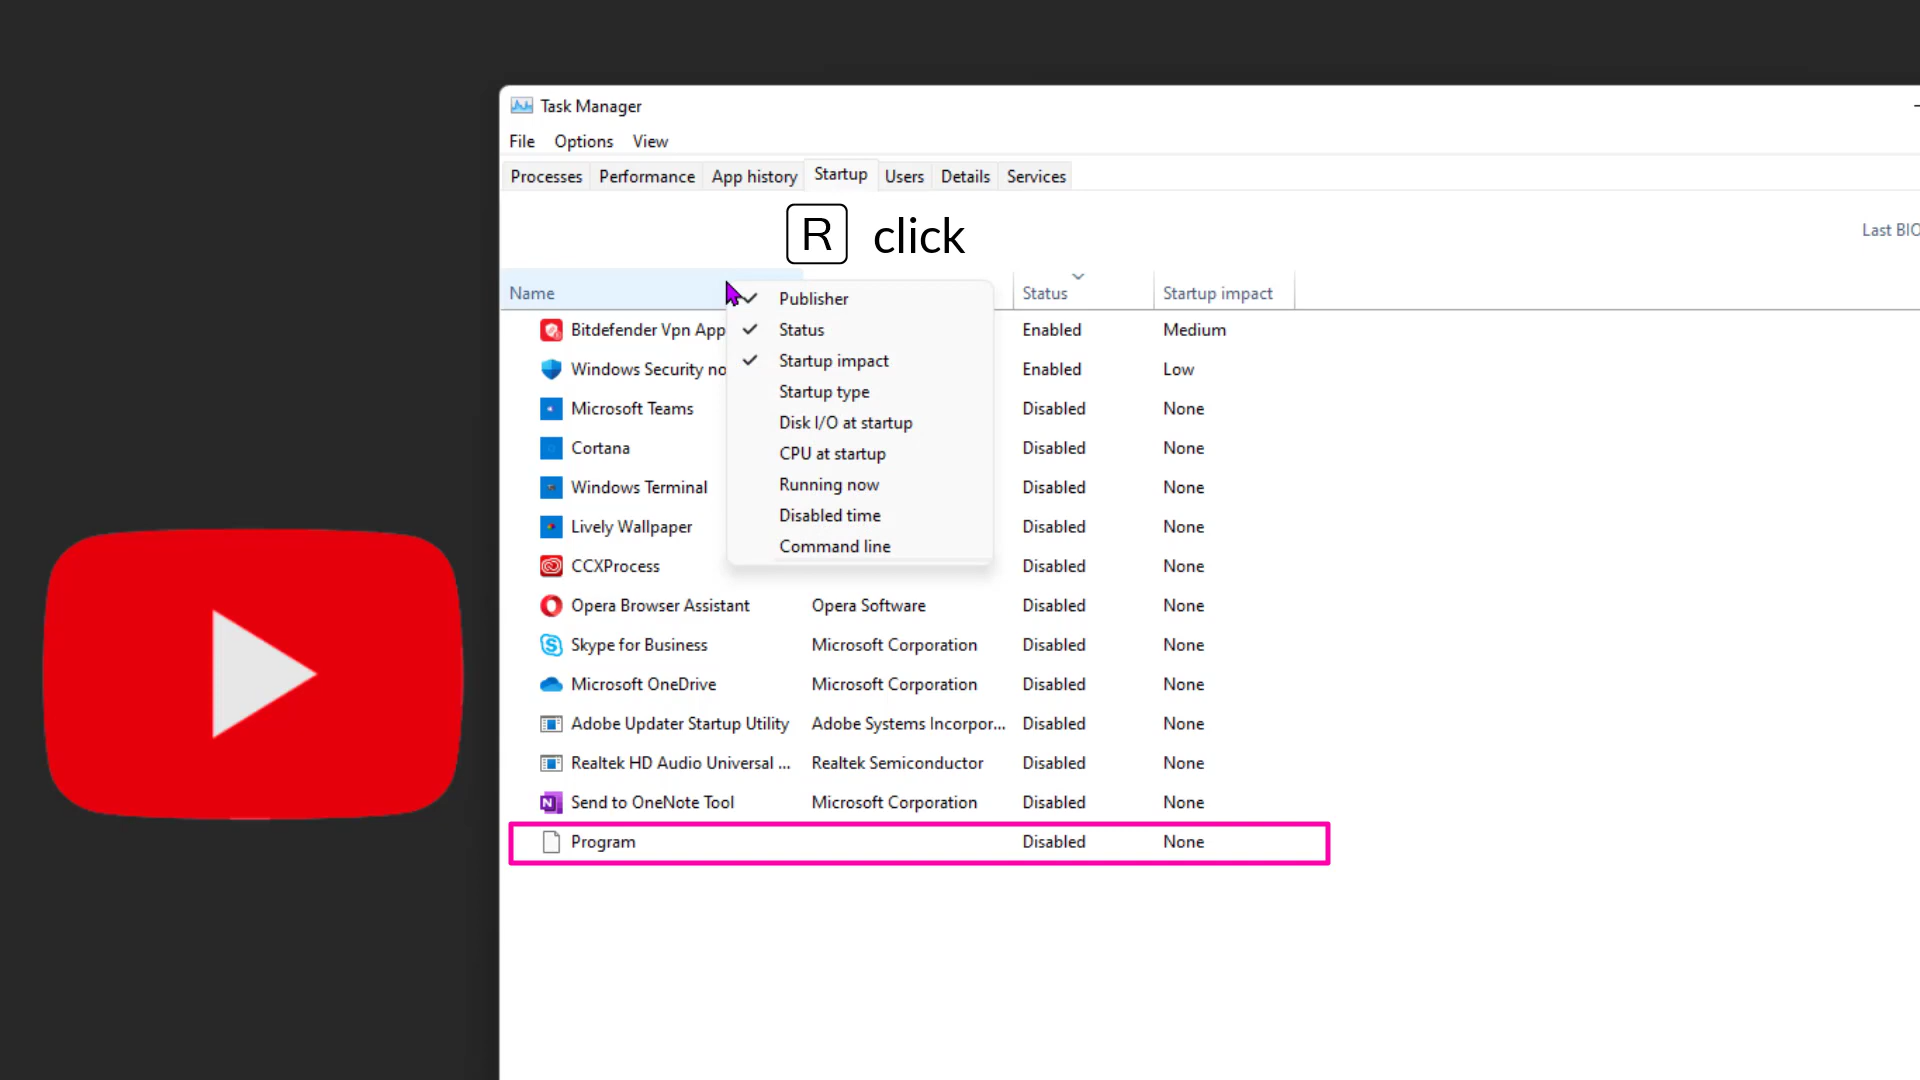 Task Manager
File Options View
Processes Performance App history Startup Users Details Services
R click
Last BIO
Name Status Startup impact
Publisher
Status
Startup impact
Startup type
Disk I/O at startup
CPU at startup
Running now
Disabled time
Command line
Bitdefender Vpn App Enabled Medium
Windows Security no Enabled Low
Microsoft Teams Disabled None
Cortana Disabled None
Windows Terminal Disabled None
Lively Wallpaper Disabled None
CCXProcess Disabled None
Opera Browser Assistant Opera Software Disabled None
Skype for Business Microsoft Corporation Disabled None
Microsoft OneDrive Microsoft Corporation Disabled None
Adobe Updater Startup Utility Adobe Systems Incorpor... Disabled None
Realtek HD Audio Universal ... Realtek Semiconductor Disabled None
Send to OneNote Tool Microsoft Corporation Disabled None
Program Disabled None